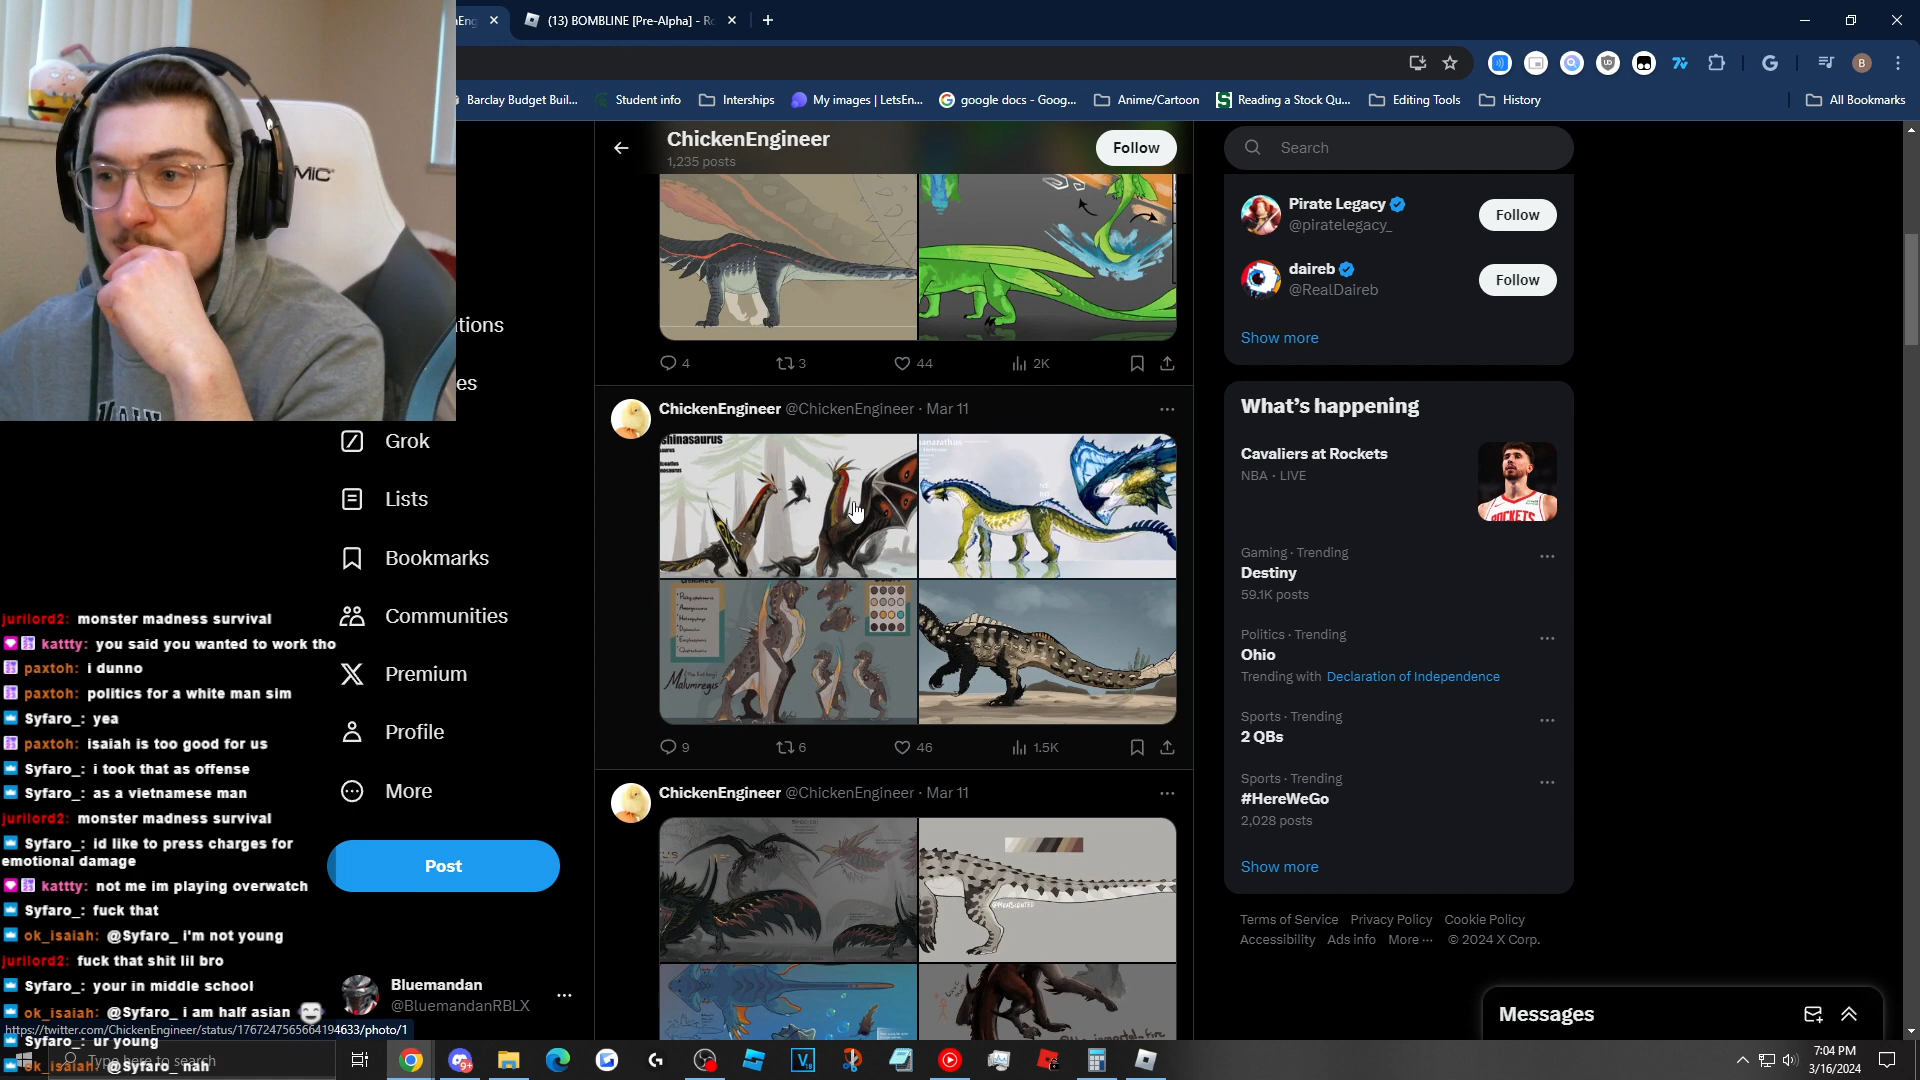 (13) BOMBLINE [Pre-Alpha] - Ro
Barclay Budget Buil...
Student info
Interships
My images | LetsEn...
google docs - Goog...
Anime/Carton
Reading a Stock Qu...
Editing Tools
History
All Bookmarks
ChickenEngineer
1,235 posts
Follow
4
3
44
2K
ChickenEngineer @ChickenEngineer · Mar 11
shinasaurus
Malumregis
9
6
46
1.5K
ChickenEngineer @ChickenEngineer · Mar 11
Grok
Lists
Bookmarks
Communities
Premium
Profile
More
Post
Bluemandan
@BluemandanRBLX
Search
Pirate Legacy
@piratelegacy_
Follow
daireb
@RealDaireb
Follow
Show more
What's happening
Cavaliers at Rockets
NBA · LIVE
ROCKETS
Gaming · Trending
Destiny
59.1K posts
Politics · Trending
Ohio
Trending with Declaration of Independence
Sports · Trending
2 QBs
Sports · Trending
#HereWeGo
2,028 posts
Show more
Terms of Service Privacy Policy Cookie Policy
Accessibility Ads info More ··· © 2024 X Corp.
Messages
jurilord2: monster madness survival
kattty: you said you wanted to work tho
paxtoh: i dunno
paxtoh: politics for a white man sim
Syfaro_: yea
paxtoh: isaiah is too good for us
Syfaro_: i took that as offense
Syfaro_: as a vietnamese man
jurilord2: monster madness survival
Syfaro_: id like to press charges for
emotional damage
kattty: not me im playing overwatch
Syfaro_: fuck that
ok_isaiah: @Syfaro_ i'm not young
jurilord2: fuck that shit lil bro
Syfaro_: your in middle school
ok_isaiah: @Syfaro_ i am half asian
https://twitter.com/ChickenEngineer/status/1767247565664194633/photo/1
Syfaro_: ur young
ok_isaiah: @Syfaro_ nah
Type here to search
7:04 PM
3/16/2024